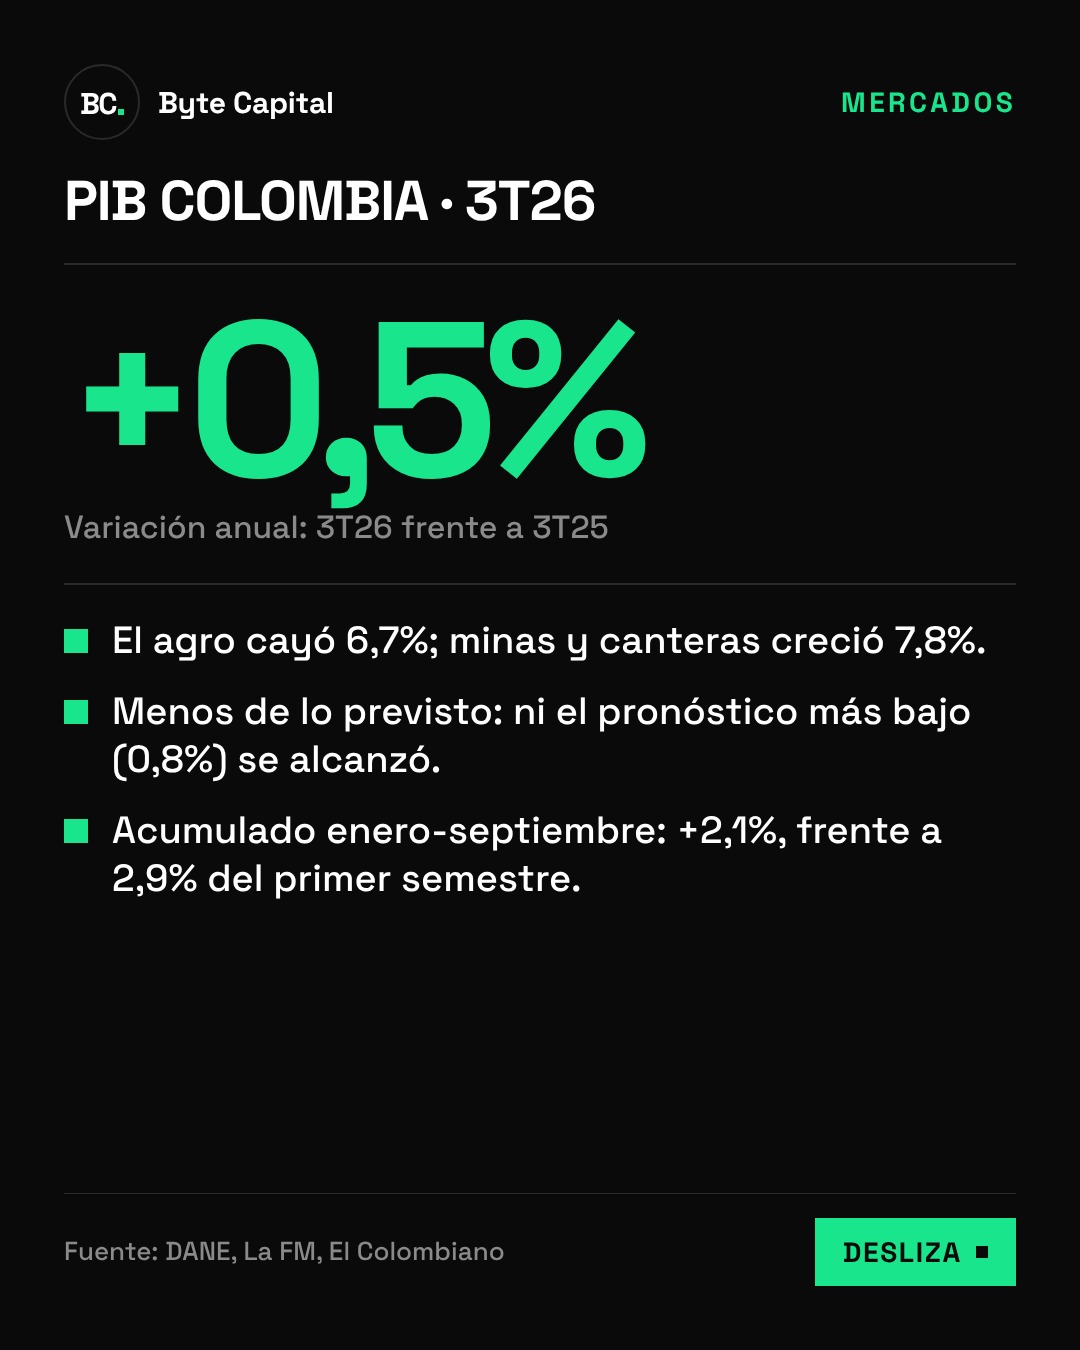 BC.
Byte Capital
MERCADOS
PIB COLOMBIA · 3T26
+0,5%
Variación anual: 3T26 frente a 3T25
El agro cayó 6,7%; minas y canteras creció 7,8%.
Menos de lo previsto: ni el pronóstico más bajo
(0,8%) se alcanzó.
Acumulado enero-septiembre: +2,1%, frente a
2,9% del primer semestre.
Fuente: DANE, La FM, El Colombiano
DESLIZA